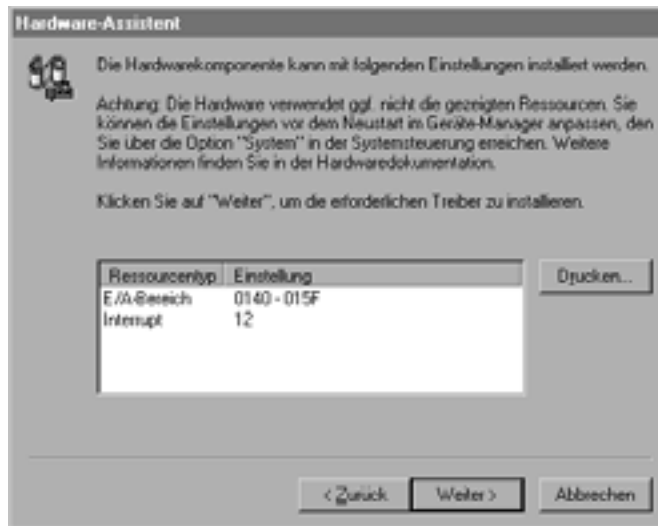 Hardware-Assistent
Die Hardwarekomponente kann mit folgenden Einstellungen installiert werden.
Achtung: Die Hardware verwendet ggf. nicht die gezeigten Ressourcen. Sie
können die Einstellungen vor dem Neustart im Geräte-Manager anpassen, den
Sie über die Option "System" in der Systemsteuerung erreichen. Weitere
Informationen finden Sie in der Hardwaredokumentation.
Klicken Sie auf "Weiter", um die erforderlichen Treiber zu installieren.
Ressourcentyp Einstellung
E/A-Bereich 0140 - 015F
Interrupt 12
Drucken...
< Zurück Weiter > Abbrechen